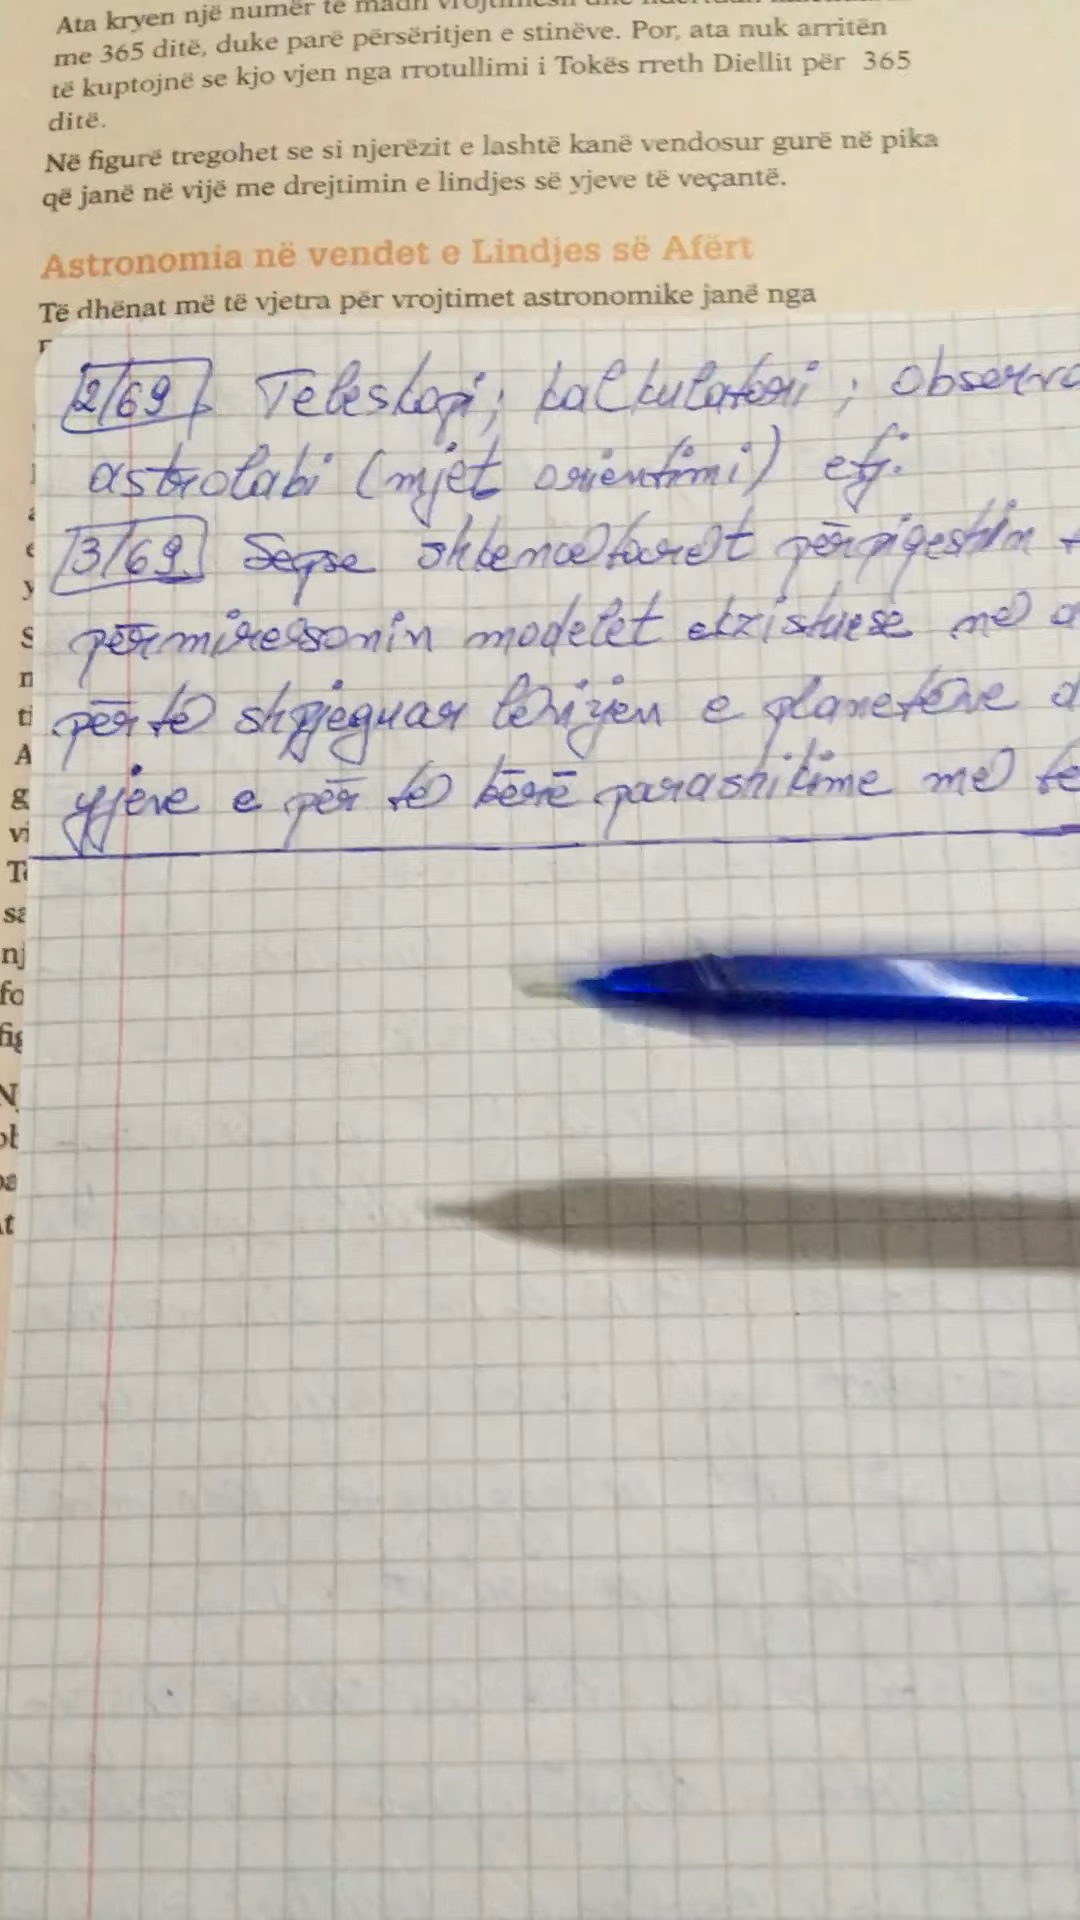 Ata kryen një numër të madh
me 365 ditë, duke parë përsëritjen e stinëve. Por, ata nuk arritën
të kuptojnë se kjo vjen nga rrotullimi i Tokës rreth Diellit për 365
ditë.
Në figurë tregohet se si njerëzit e lashtë kanë vendosur gurë në pika
që janë në vijë me drejtimin e lindjes së yjeve të veçantë.
Astronomia në vendet e Lindjes së Afërt
Të dhënat më të vjetra për vrojtimet astronomike janë nga
2/69 Teleskopi; kalkulatori; observa
astrolabi (mjet orientimi) etj.
3/69 Sepse shkencëtarët përpiqeshin
përmirësonin modelet ekzistuese më
për të shpjeguar lëvizjen e planetëve d
yjeve e për të bërë parashikime më